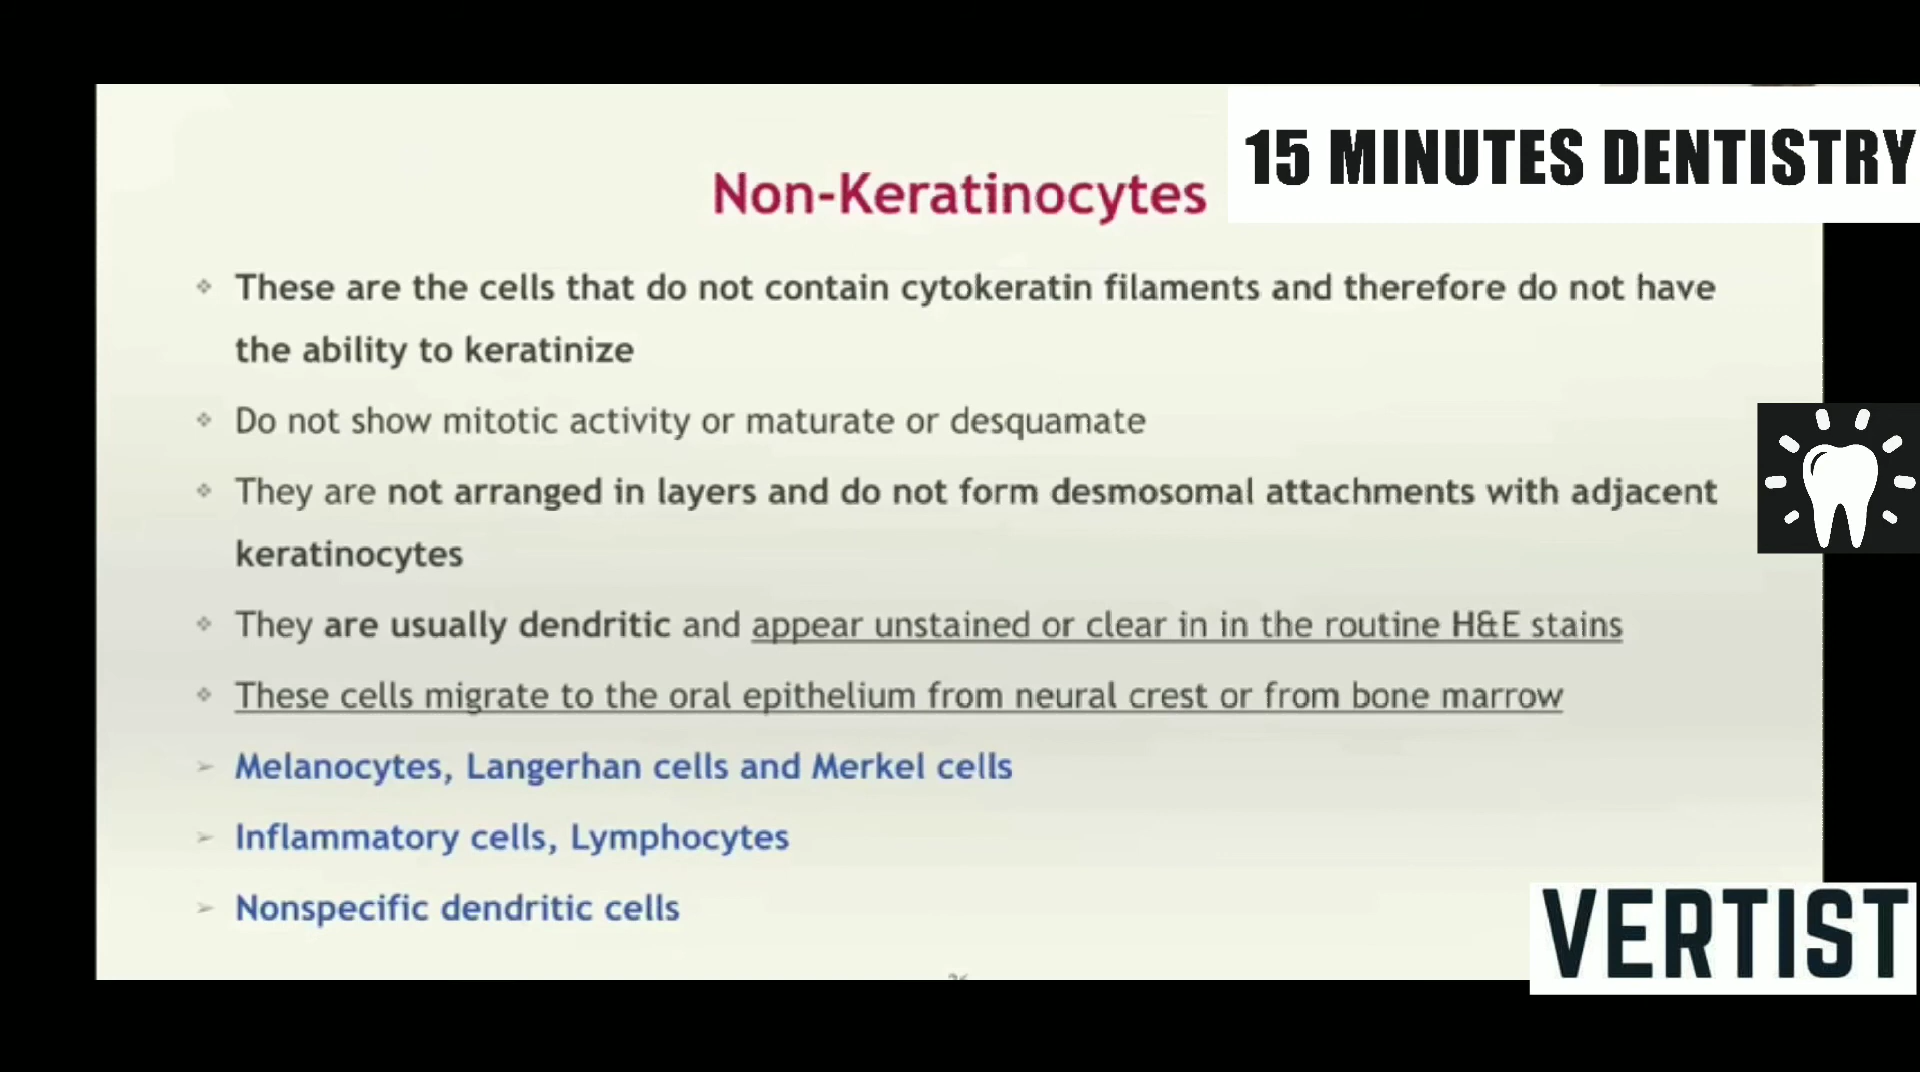 15 MINUTES DENTISTRY
Non-Keratinocytes
These are the cells that do not contain cytokeratin filaments and therefore do not have
the ability to keratinize
Do not show mitotic activity or maturate or desquamate
They are not arranged in layers and do not form desmosomal attachments with adjacent
keratinocytes
They are usually dendritic and appear unstained or clear in in the routine H&E stains
These cells migrate to the oral epithelium from neural crest or from bone marrow
Melanocytes, Langerhan cells and Merkel cells
Inflammatory cells, Lymphocytes
Nonspecific dendritic cells
VERTIST